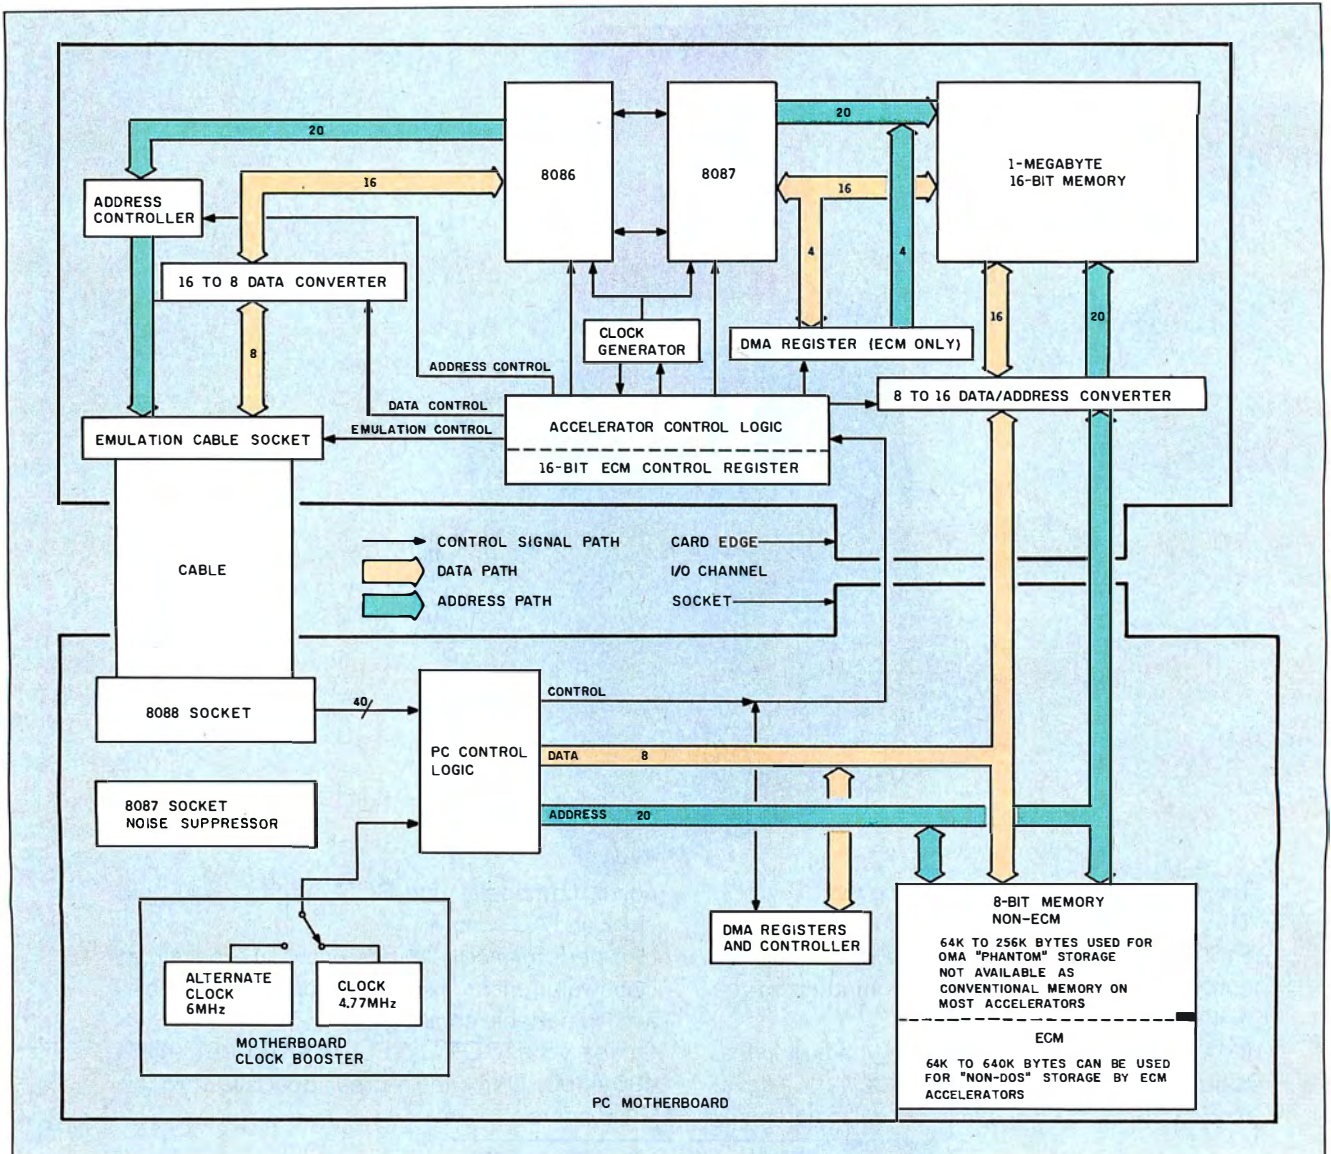 20
8086
8087
20
1-MEGABYTE
16-BIT MEMORY
16
16
ADDRESS
CONTROLLER
4
4
16 TO 8 DATA CONVERTER
16
20
8
CLOCK
GENERATOR
DMA REGISTER (ECM ONLY)
ADDRESS CONTROL
8 TO 16 DATA/ADDRESS CONVERTER
DATA CONTROL
EMULATION CONTROL
EMULATION CABLE SOCKET
ACCELERATOR CONTROL LOGIC
16-BIT ECM CONTROL REGISTER
CABLE
CONTROL SIGNAL PATH
DATA PATH
ADDRESS PATH
CARD EDGE
I/O CHANNEL
SOCKET
8088 SOCKET
40
PC CONTROL
LOGIC
CONTROL
DATA 8
ADDRESS 20
8087 SOCKET
NOISE SUPPRESSOR
DMA REGISTERS
AND CONTROLLER
8-BIT MEMORY
NON-ECM
64K TO 256K BYTES USED FOR
OMA "PHANTOM" STORAGE
NOT AVAILABLE AS
CONVENTIONAL MEMORY ON
MOST ACCELERATORS
ECM
64K TO 640K BYTES CAN BE USED
FOR "NON-DOS" STORAGE BY ECM
ACCELERATORS
ALTERNATE
CLOCK
6MHz
CLOCK
4.77MHz
MOTHERBOARD
CLOCK BOOSTER
PC MOTHERBOARD